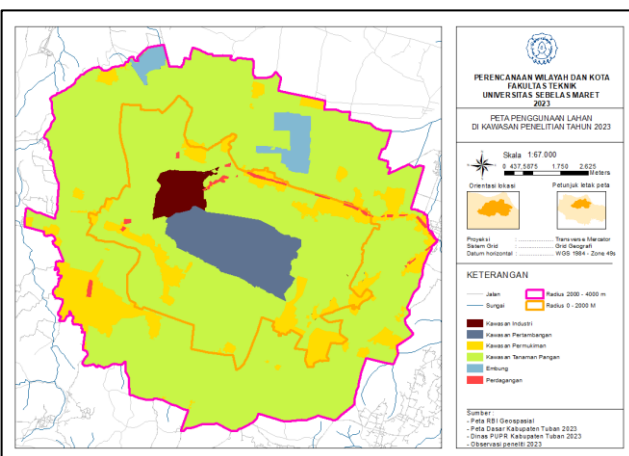 PERENCANAAN WILAYAH DAN KOTA
FAKULTAS TEKNIK
UNIVERSITAS SEBELAS MARET
2023
PETA PENGGUNAAN LAHAN
DI KAWASAN PENELITIAN TAHUN 2023
Skala 1:67.000
0 437,5875 1.750 2.625
Meters
Orientasi lokasi
Petunjuk letak peta
Proyeksi : Transverse Mercator
Sistem Grid : Grid Geografi
Datum horizontal : WGS 1984 - Zone 49s
KETERANGAN
Jalan
Radius 2000 - 4000 m
Sungai
Radius 0 - 2000 M
Kawasan Industri
Kawasan Pertambangan
Kawasan Permukiman
Kawasan Tanaman Pangan
Embung
Perdagangan
Sumber :
- Peta RBI Geospasial
- Peta Dasar Kabupaten Tuban 2023
- Dinas PUPR Kabupaten Tuban 2023
- Observasi peneliti 2023